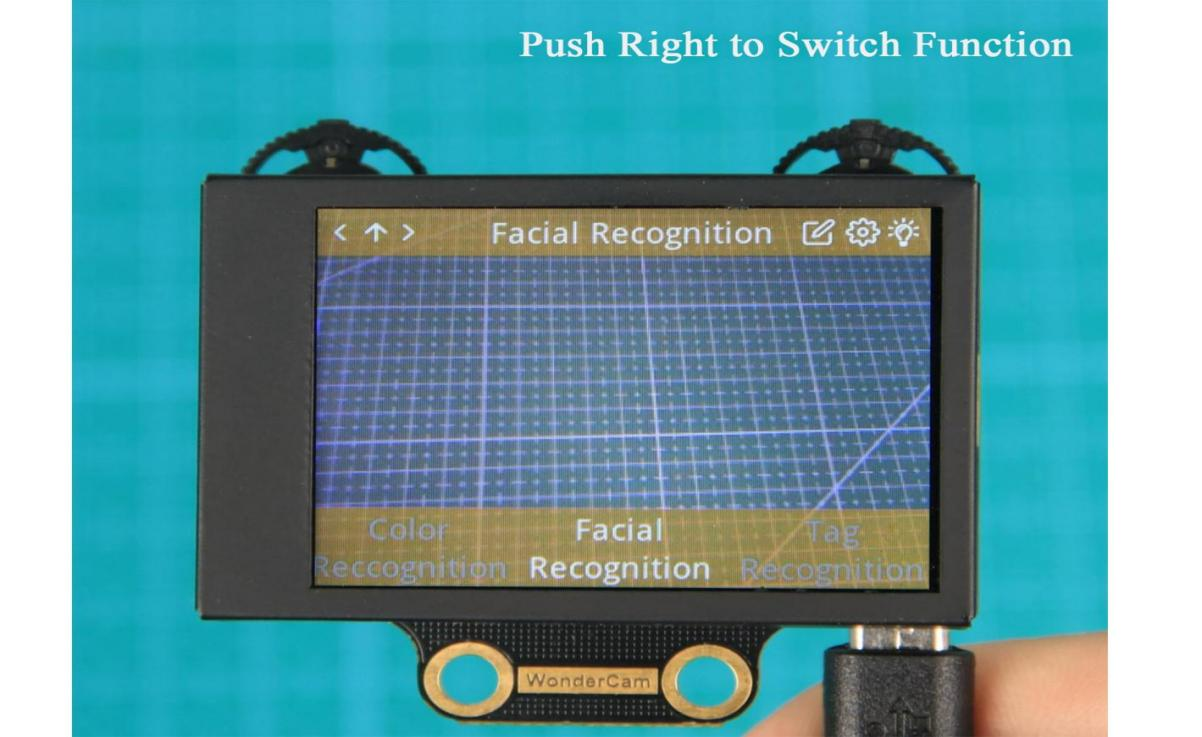 Push Right to Switch Function
< ↑ > Facial Recognition
Color Facial Tag
Reccognition Recognition Recognition
WonderCam